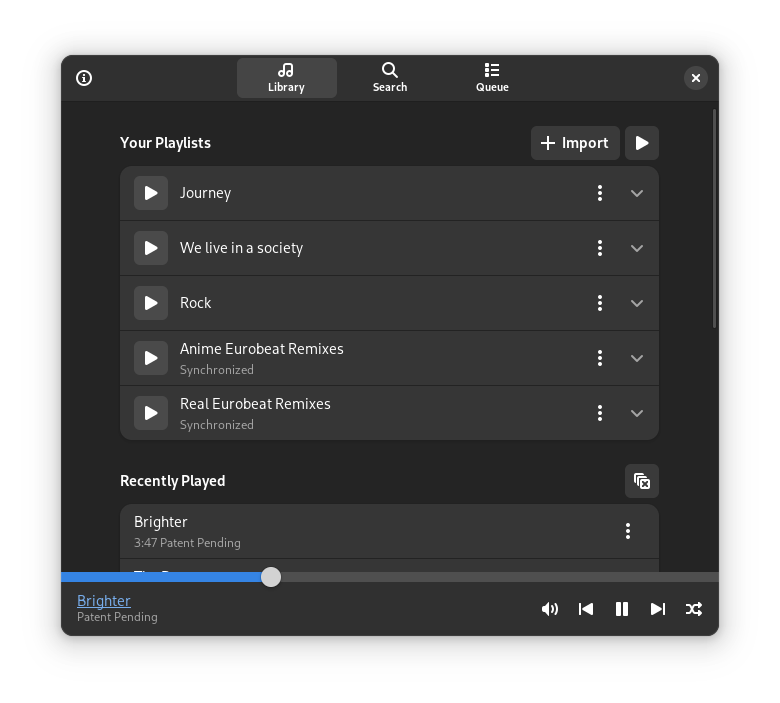 Library
Search
Queue
Your Playlists
Import
Journey
We live in a society
Rock
Anime Eurobeat Remixes
Synchronized
Real Eurobeat Remixes
Synchronized
Recently Played
Brighter
3:47 Patent Pending
Brighter
Patent Pending